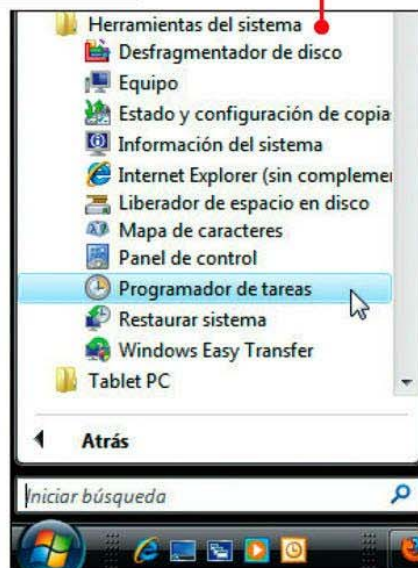 Herramientas del sistema
Desfragmentador de disco
Equipo
Estado y configuración de copia
Información del sistema
Internet Explorer (sin compleme
Liberador de espacio en disco
Mapa de caracteres
Panel de control
Programador de tareas
Restaurar sistema
Windows Easy Transfer
Tablet PC
Atrás
Iniciar búsqueda